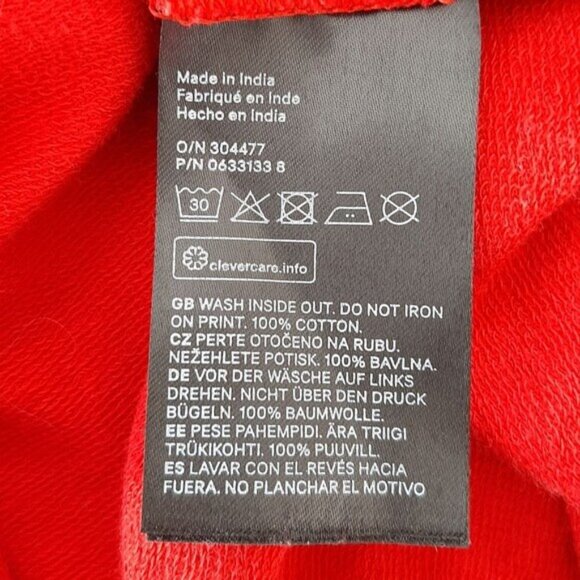 Made in India
Fabriqué en Inde
Hecho en India
O/N 304477
P/N 0633133 8
30
clevercare.info
GB WASH INSIDE OUT. DO NOT IRON
ON PRINT. 100% COTTON.
CZ PERTE OTOČENO NA RUBU.
NEŽEHLETE POTISK. 100% BAVLNA.
DE VOR DER WÄSCHE AUF LINKS
DREHEN. NICHT ÜBER DEN DRUCK
BÜGELN. 100% BAUMWOLLE.
EE PESE PAHEMPIDI. ÄRA TRIIGI
TRÜKIKOHTI. 100% PUUVILL.
ES LAVAR CON EL REVÉS HACIA
FUERA. NO PLANCHAR EL MOTIVO